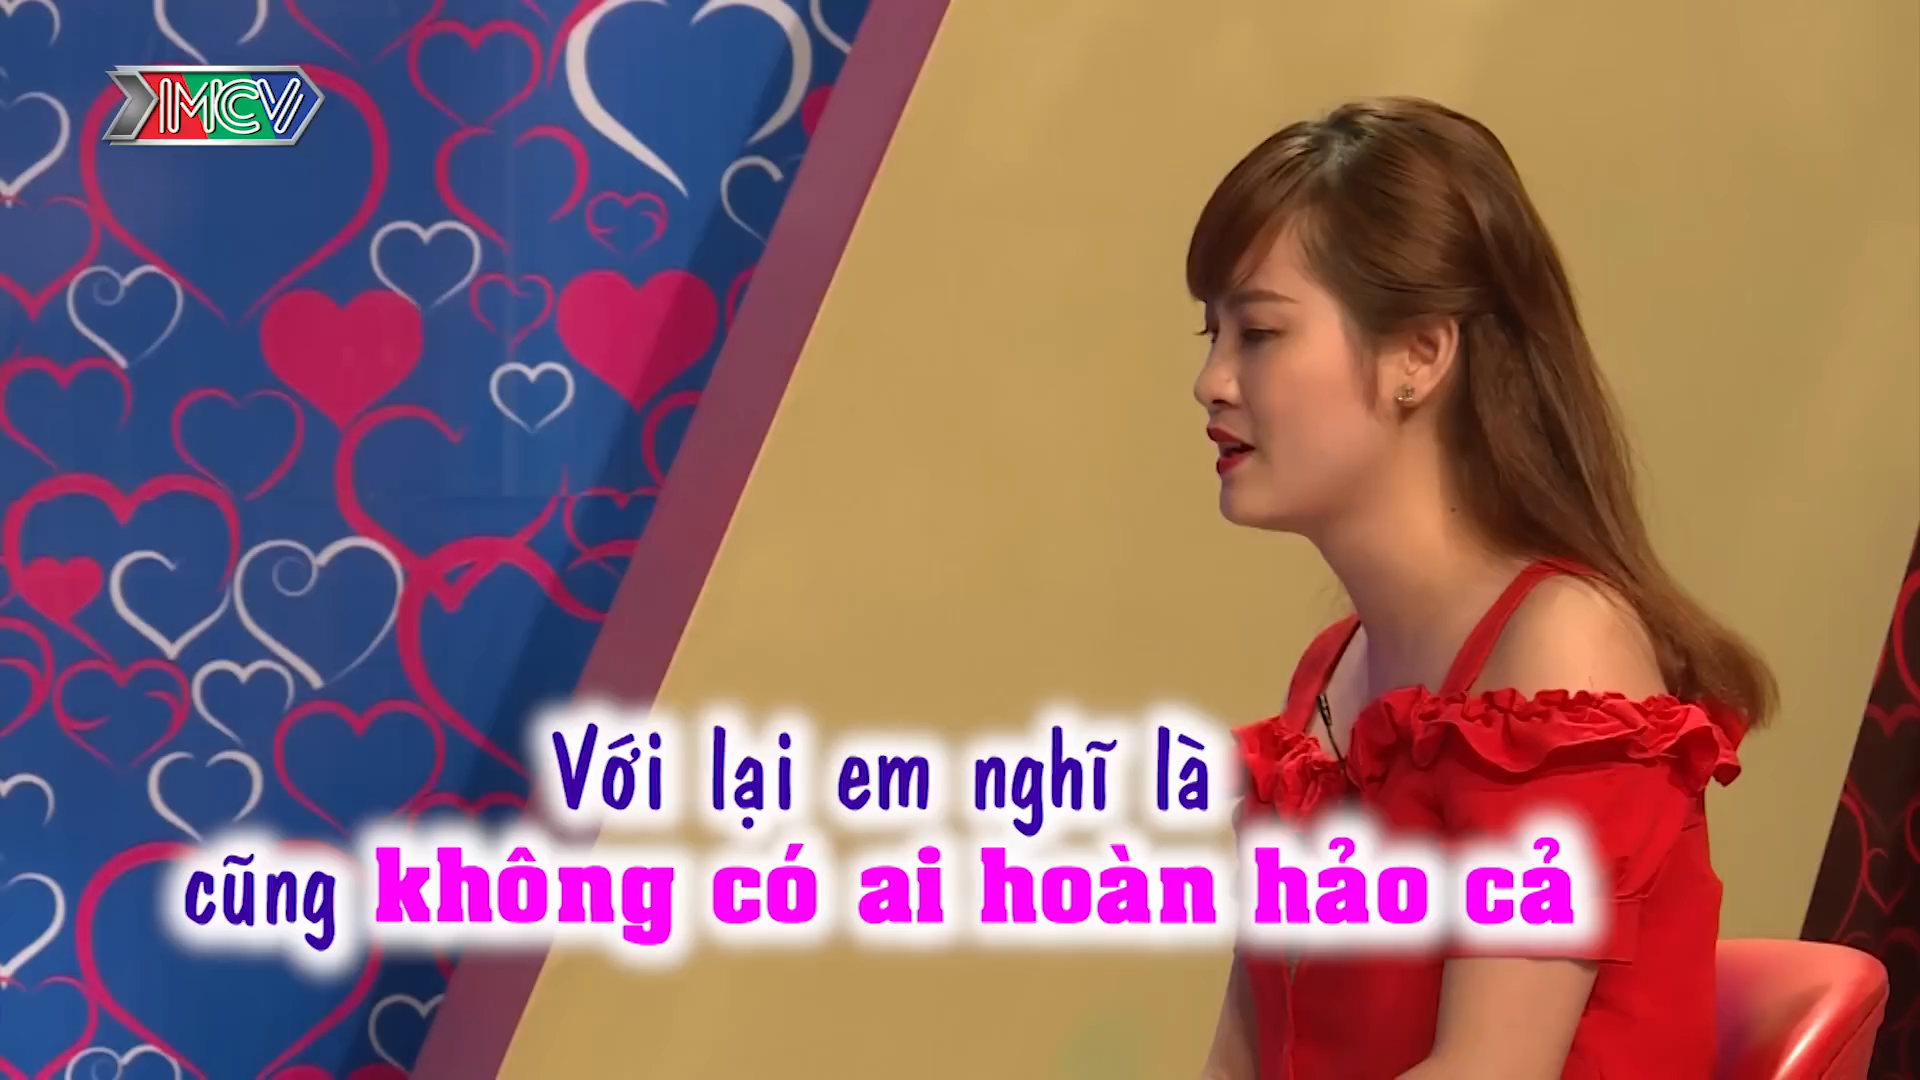 MCV
Với lại em nghĩ là
cũng không có ai hoàn hảo cả